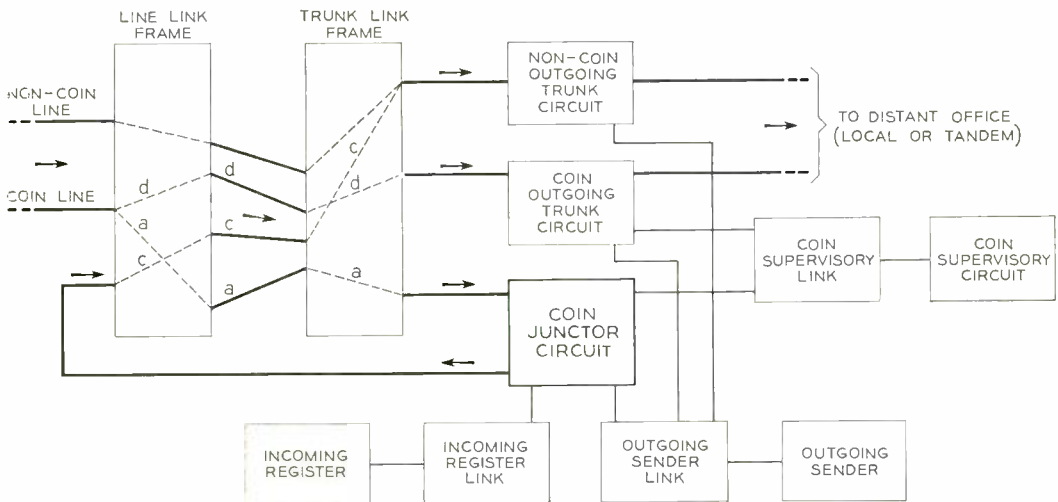 LINE LINK
FRAME
TRUNK LINK
FRAME
NON-COIN
LINE
COIN LINE
d
a
c
d
c
a
c
d
a
NON-COIN
OUTGOING
TRUNK
CIRCUIT
COIN
OUTGOING
TRUNK
CIRCUIT
TO DISTANT OFFICE
(LOCAL OR TANDEM)
COIN
SUPERVISORY
LINK
COIN
SUPERVISORY
CIRCUIT
COIN
JUNCTOR
CIRCUIT
INCOMING
REGISTER
INCOMING
REGISTER
LINK
OUTGOING
SENDER
LINK
OUTGOING
SENDER